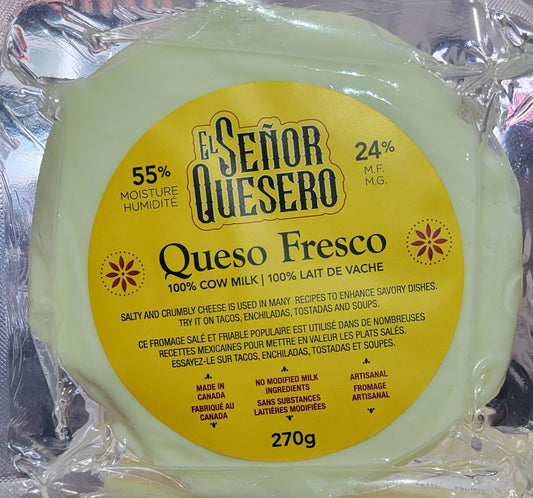 EL SEÑOR
QUESERO
55%
MOISTURE
HUMIDITÉ
24%
M.F.
M.G.
Queso Fresco
100% COW MILK | 100% LAIT DE VACHE
SALTY AND CRUMBLY CHEESE IS USED IN MANY RECIPES TO ENHANCE SAVORY DISHES.
TRY IT ON TACOS, ENCHILADAS, TOSTADAS AND SOUPS.
CE FROMAGE SALÉ ET FRIABLE POPULAIRE EST UTILISÉ DANS DE NOMBREUSES
RECETTES MEXICAINES POUR METTRE EN VALEUR LES PLATS SALÉS.
ESSAYEZ-LE SUR TACOS, ENCHILADAS, TOSTADAS ET SOUPES.
MADE IN
CANADA
FABRIQUÉ AU
CANADA
NO MODIFIED MILK
INGREDIENTS
SANS SUBSTANCES
LAITIÈRES MODIFIÉES
ARTISANAL
FROMAGE
ARTISANAL
270g